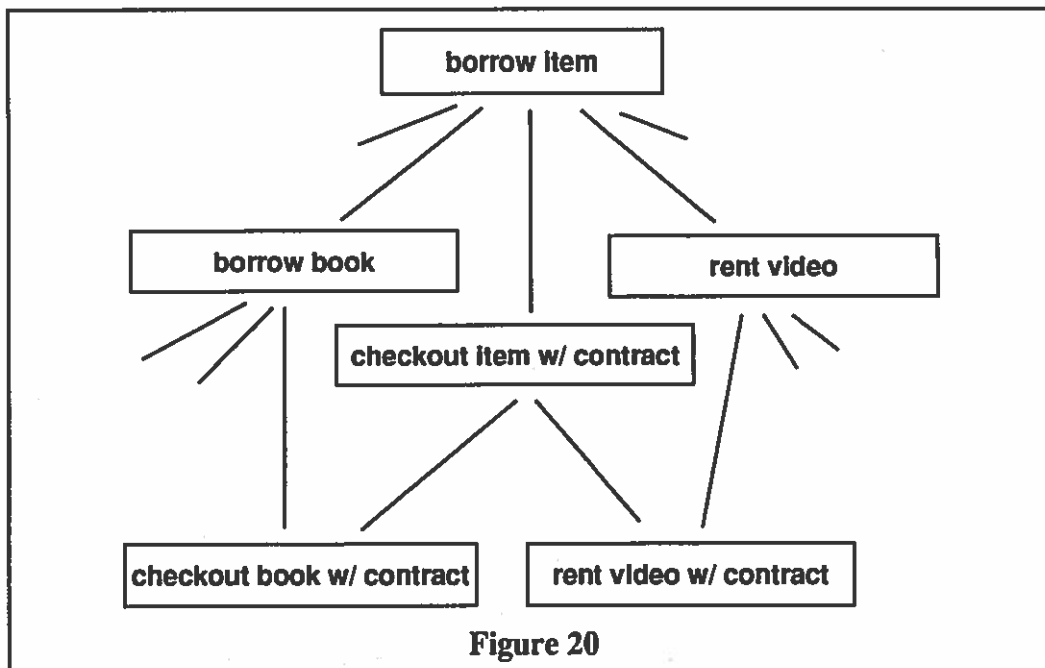 borrow item
borrow book
rent video
checkout item w/ contract
checkout book w/ contract
rent video w/ contract
Figure 20